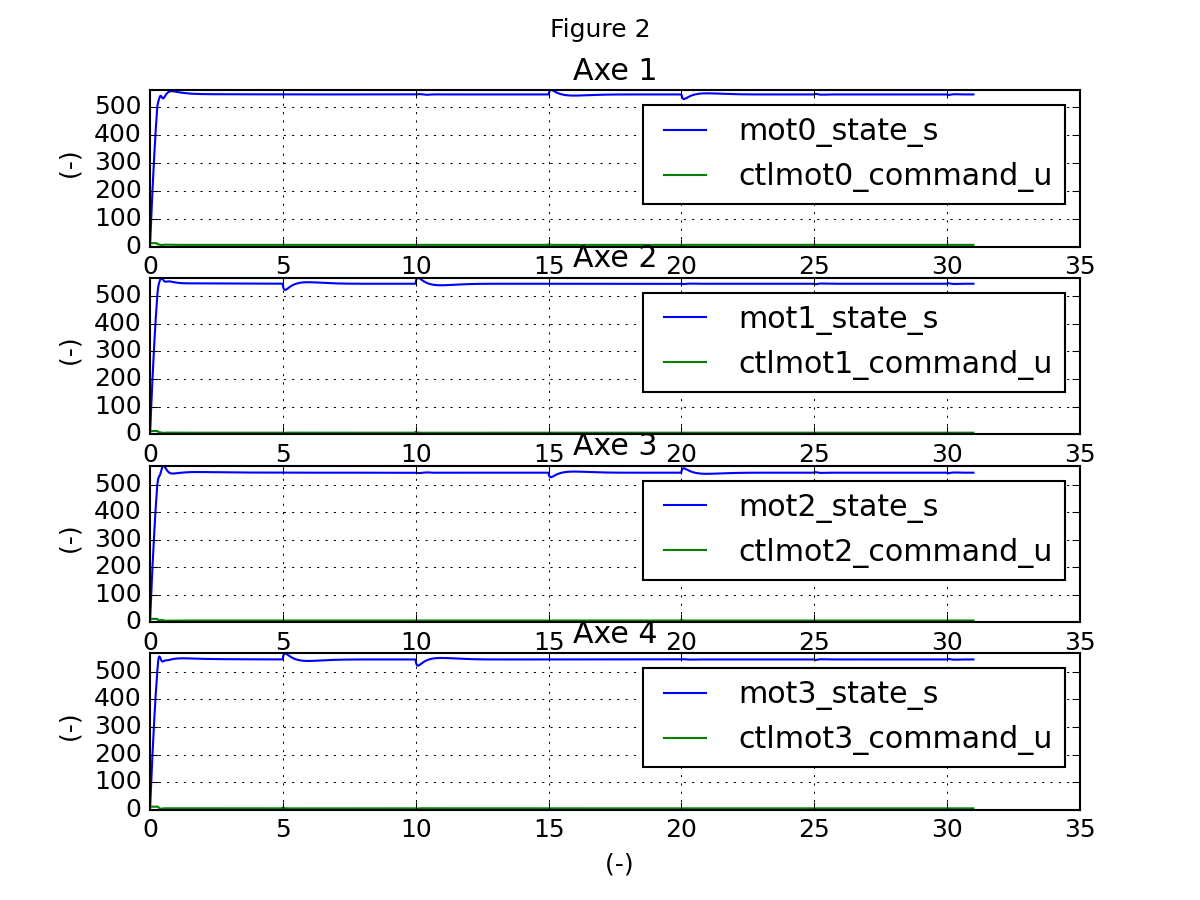 Figure 2
Axe 1
500
400
300
200
100
0
(-)
mot0_state_s
ctlmot0_command_u
0 5 10 15 20 25 30 35
Axe 2
500
400
300
200
100
0
(-)
mot1_state_s
ctlmot1_command_u
0 5 10 15 20 25 30 35
Axe 3
500
400
300
200
100
0
(-)
mot2_state_s
ctlmot2_command_u
0 5 10 15 20 25 30 35
Axe 4
500
400
300
200
100
0
(-)
mot3_state_s
ctlmot3_command_u
0 5 10 15 20 25 30 35
(-)